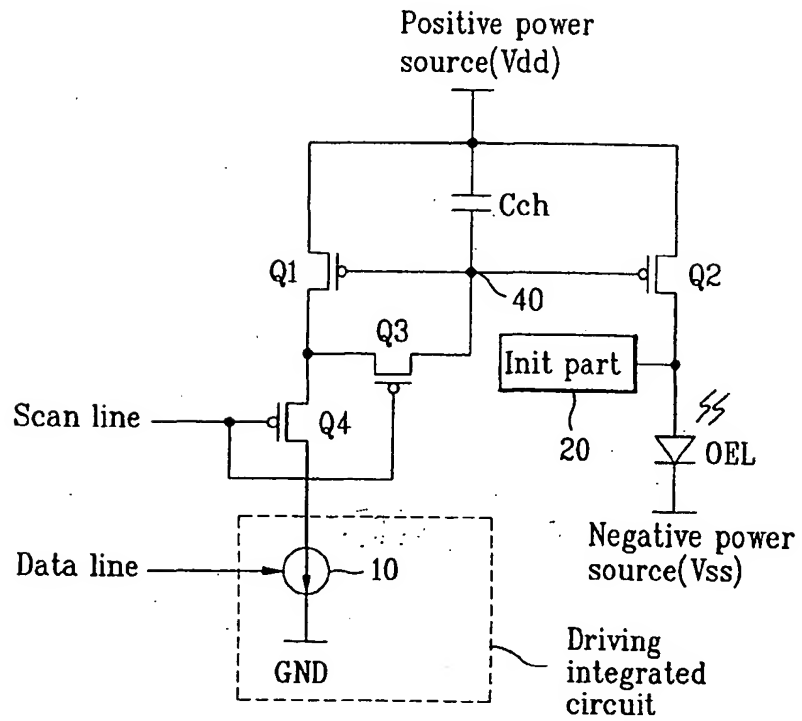 Positive power
source(Vdd)
Cch
Q1
40
Q2
Q3
Init part
Scan line
Q4
20
OEL
Data line
10
Negative power
source(Vss)
GND
Driving
integrated
circuit